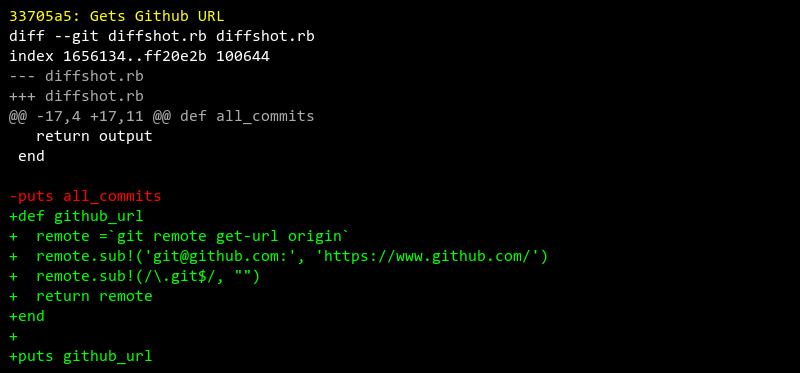 33705a5: Gets Github URL
diff --git diffshot.rb diffshot.rb
index 1656134..ff20e2b 100644
--- diffshot.rb
+++ diffshot.rb
@@ -17,4 +17,11 @@ def all_commits
   return output
 end

-puts all_commits
+def github_url
+  remote =`git remote get-url origin`
+  remote.sub!('git@github.com:', 'https://www.github.com/')
+  remote.sub!(/\.git$/, "")
+  return remote
+end
+
+puts github_url